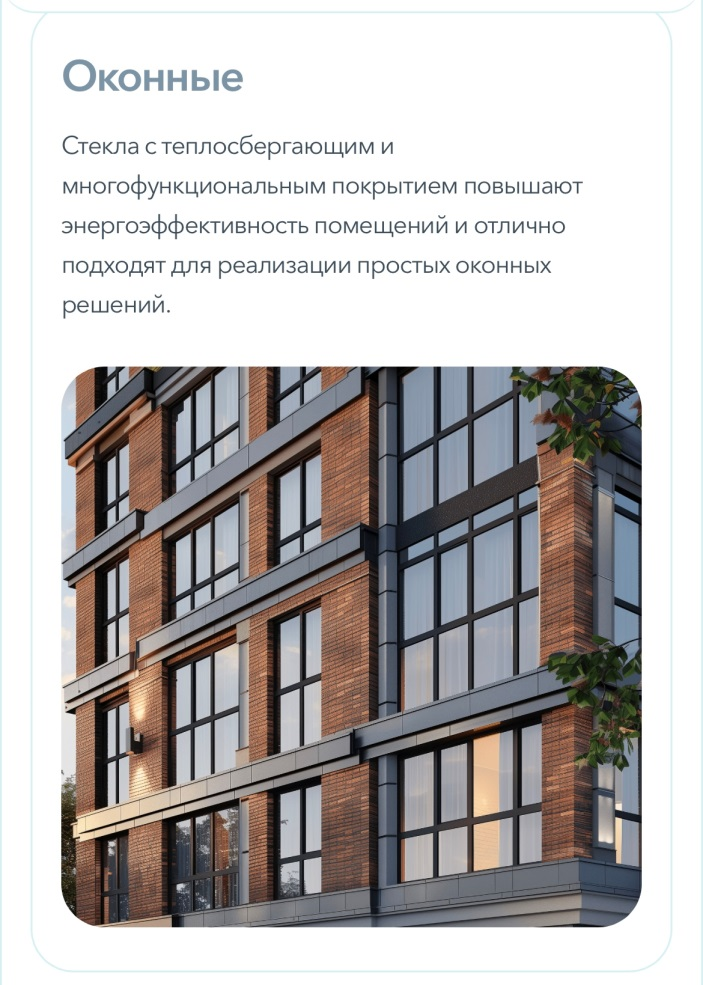 Оконные
Стекла с теплосбергающим и
многофункциональным покрытием повышают
энергоэффективность помещений и отлично
подходят для реализации простых оконных
решений.